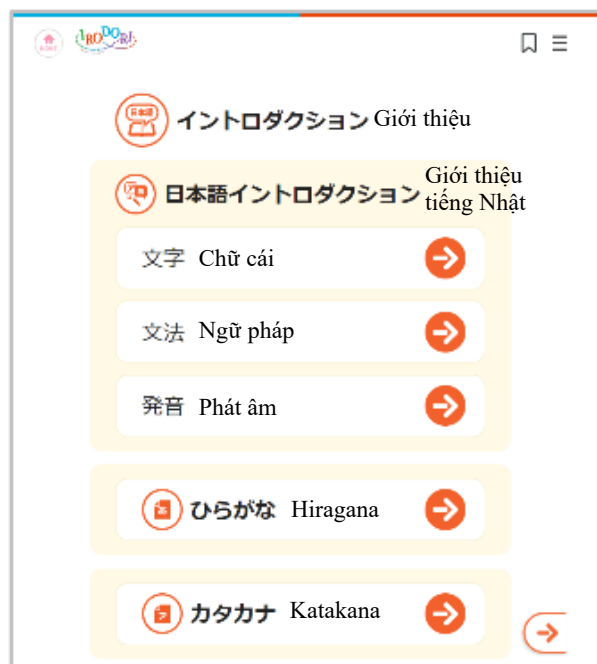 IRODORI
イントロダクション Giới thiệu
日本語イントロダクション Giới thiệu
tiếng Nhật
文字 Chữ cái
文法 Ngữ pháp
発音 Phát âm
ひらがな Hiragana
カタカナ Katakana